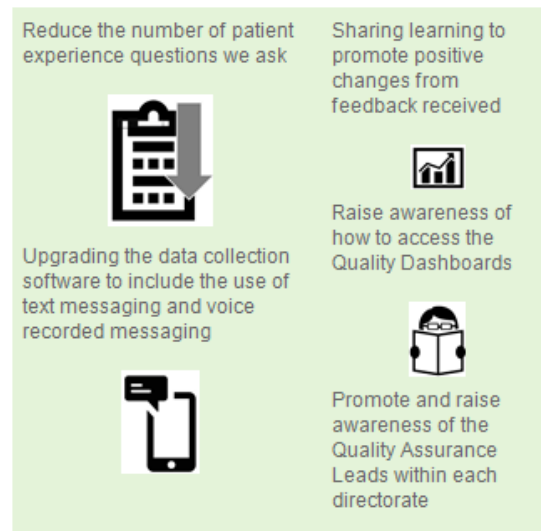 Reduce the number of patient
experience questions we ask
Upgrading the data collection
software to include the use of
text messaging and voice
recorded messaging
Sharing learning to
promote positive
changes from
feedback received
Raise awareness of
how to access the
Quality Dashboards
Promote and raise
awareness of the
Quality Assurance
Leads within each
directorate